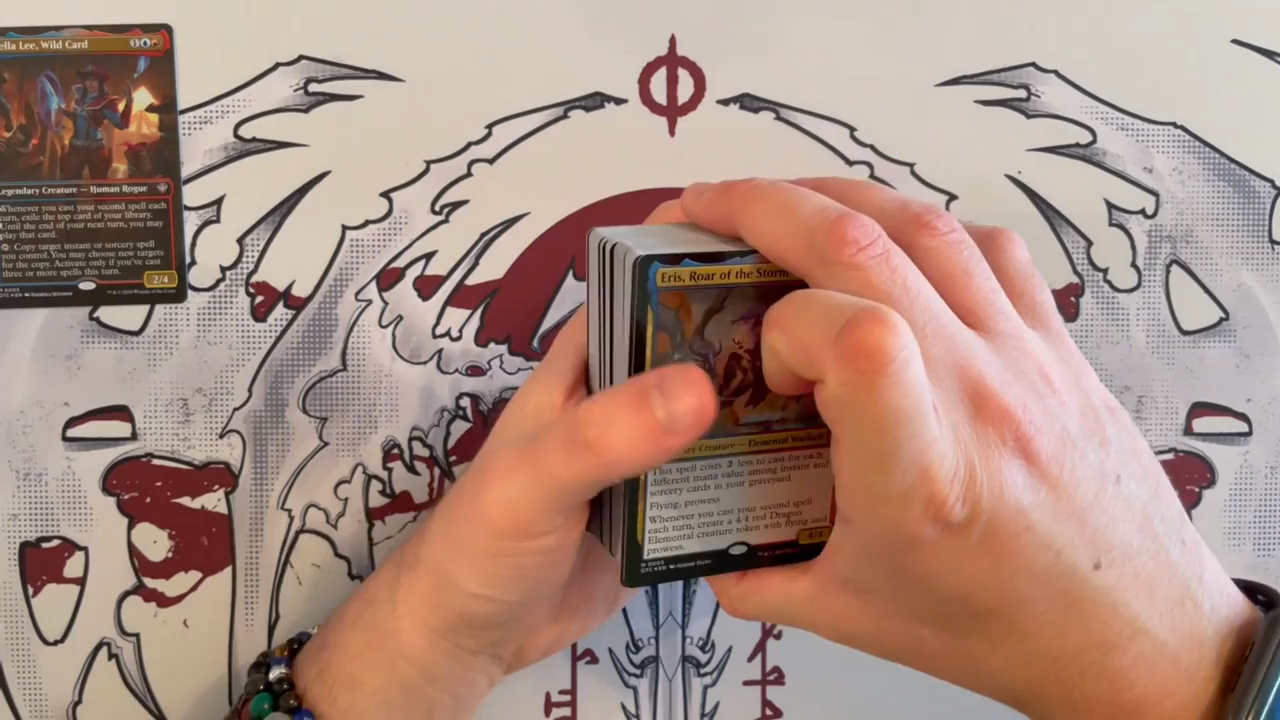 ella Lee, Wild Card
Legendary Creature — Human Rogue
Whenever you cast your second spell each
turn, exile the top card of your library.
Until the end of your next turn, you may
play that card.
: Copy target instant or sorcery spell
you control. You may choose new targets
for the copy. Activate only if you've cast
three or more spells this turn.
2/4
Eris, Roar of the Storm
Creature — Elemental
This spell costs 2 less to cast for each
different mana value among instant and
sorcery cards in your graveyard
Flying, prowess
Whenever you cast your second spell
each turn, create a 4/4 red Dragon
Elemental creature token with flying and
prowess.
4/4